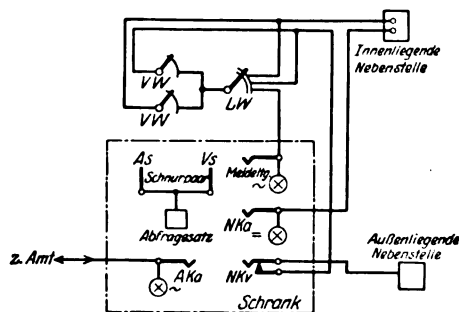 Innenliegende
Nebenstelle
VW
VW
LW
As
Vs
Schnurpaar
Meldeltg.
~
Abfragesatz
NKa
=
Außenliegende
Nebenstelle
z. Amt
AKa
~
NKv
Schrank